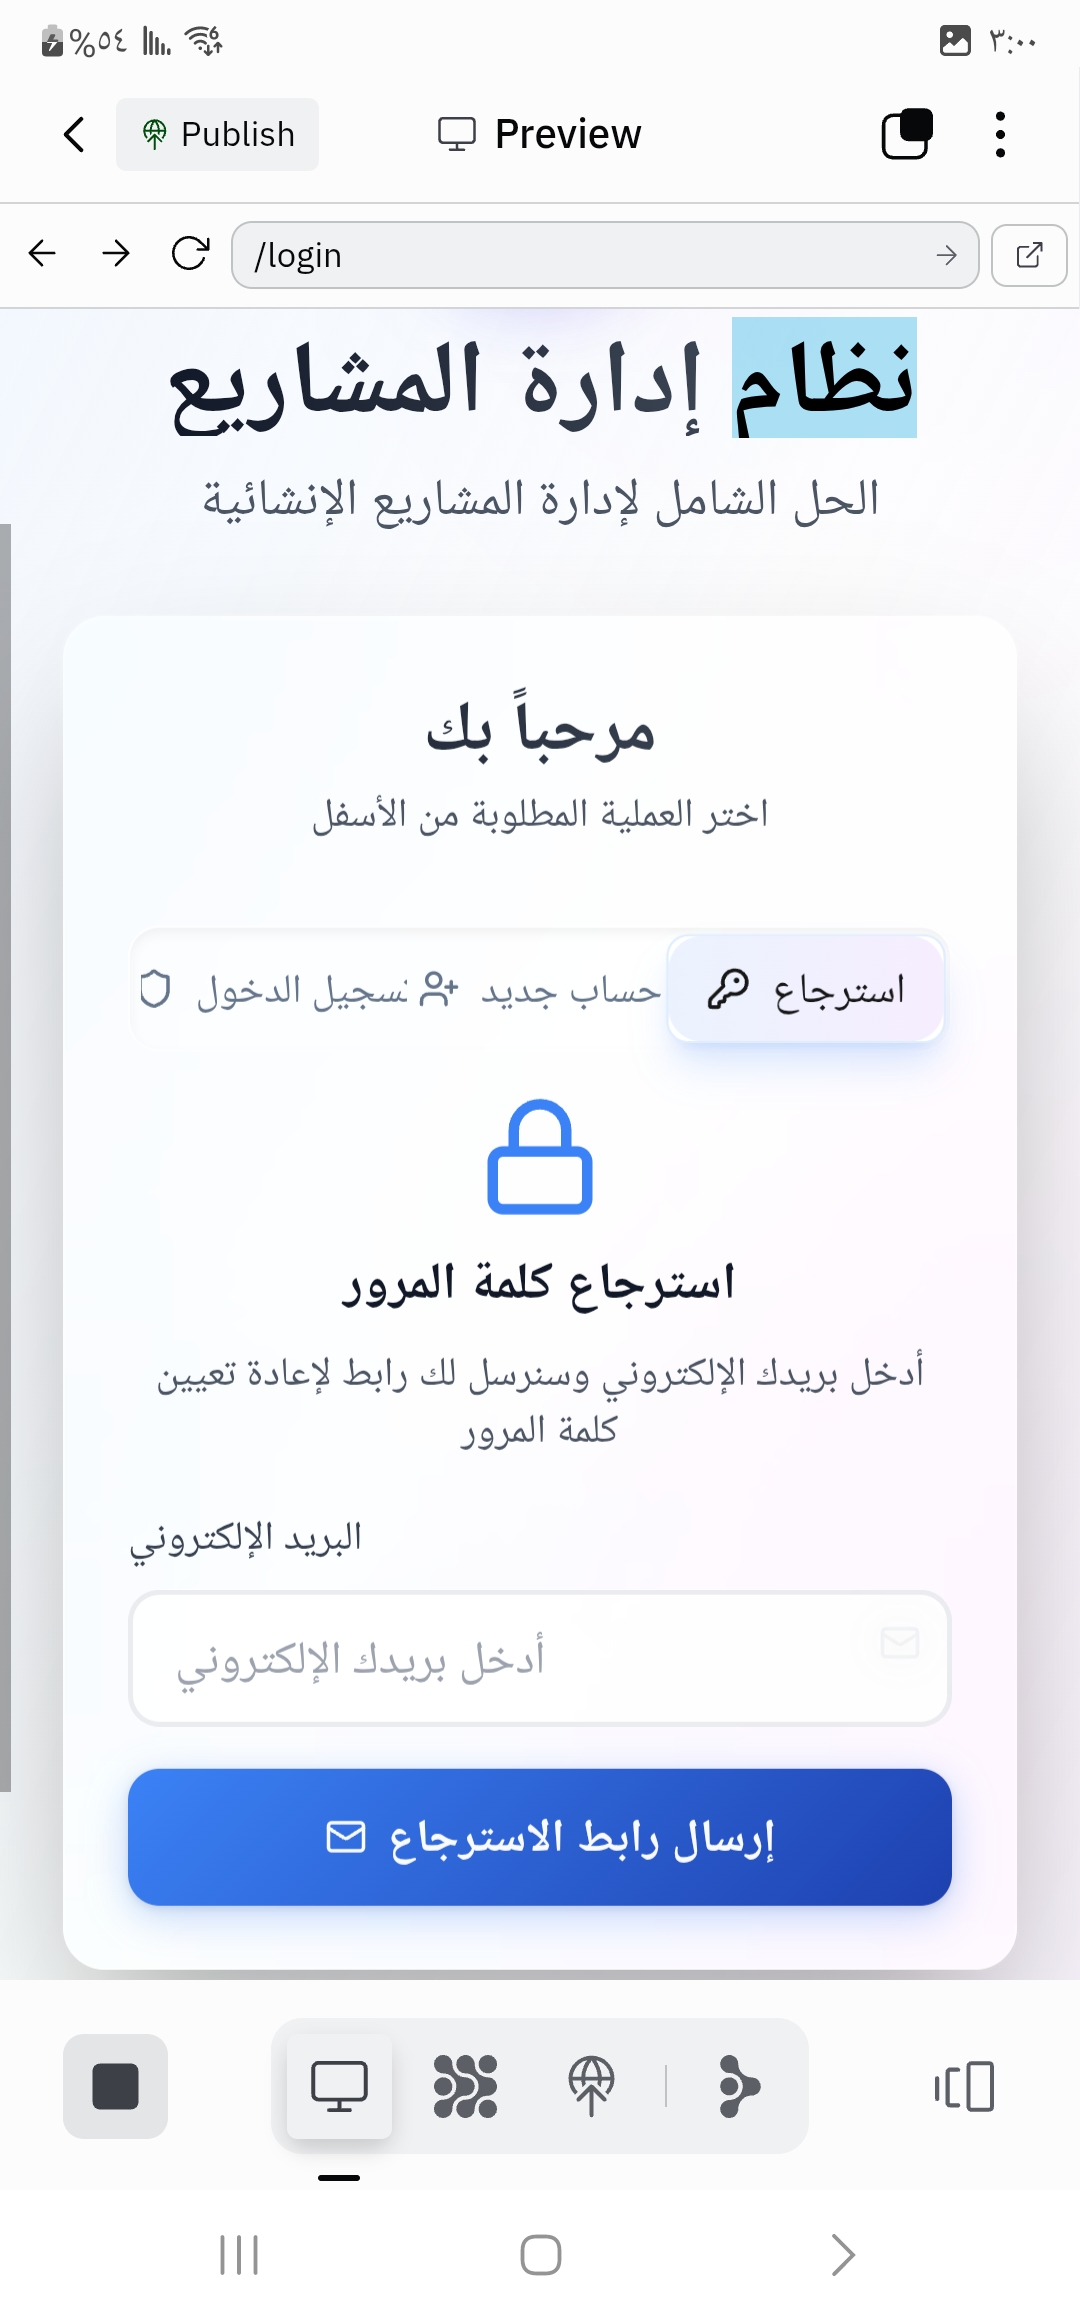 %٥٤
٣:٠٠
Publish
Preview
/login
نظام إدارة المشاريع
الحل الشامل لإدارة المشاريع الإنشائية
مرحباً بك
اختر العملية المطلوبة من الأسفل
استرجاع
حساب جديد
تسجيل الدخول
استرجاع كلمة المرور
أدخل بريدك الإلكتروني وسنرسل لك رابط لإعادة تعيين
كلمة المرور
البريد الإلكتروني
أدخل بريدك الإلكتروني
إرسال رابط الاسترجاع